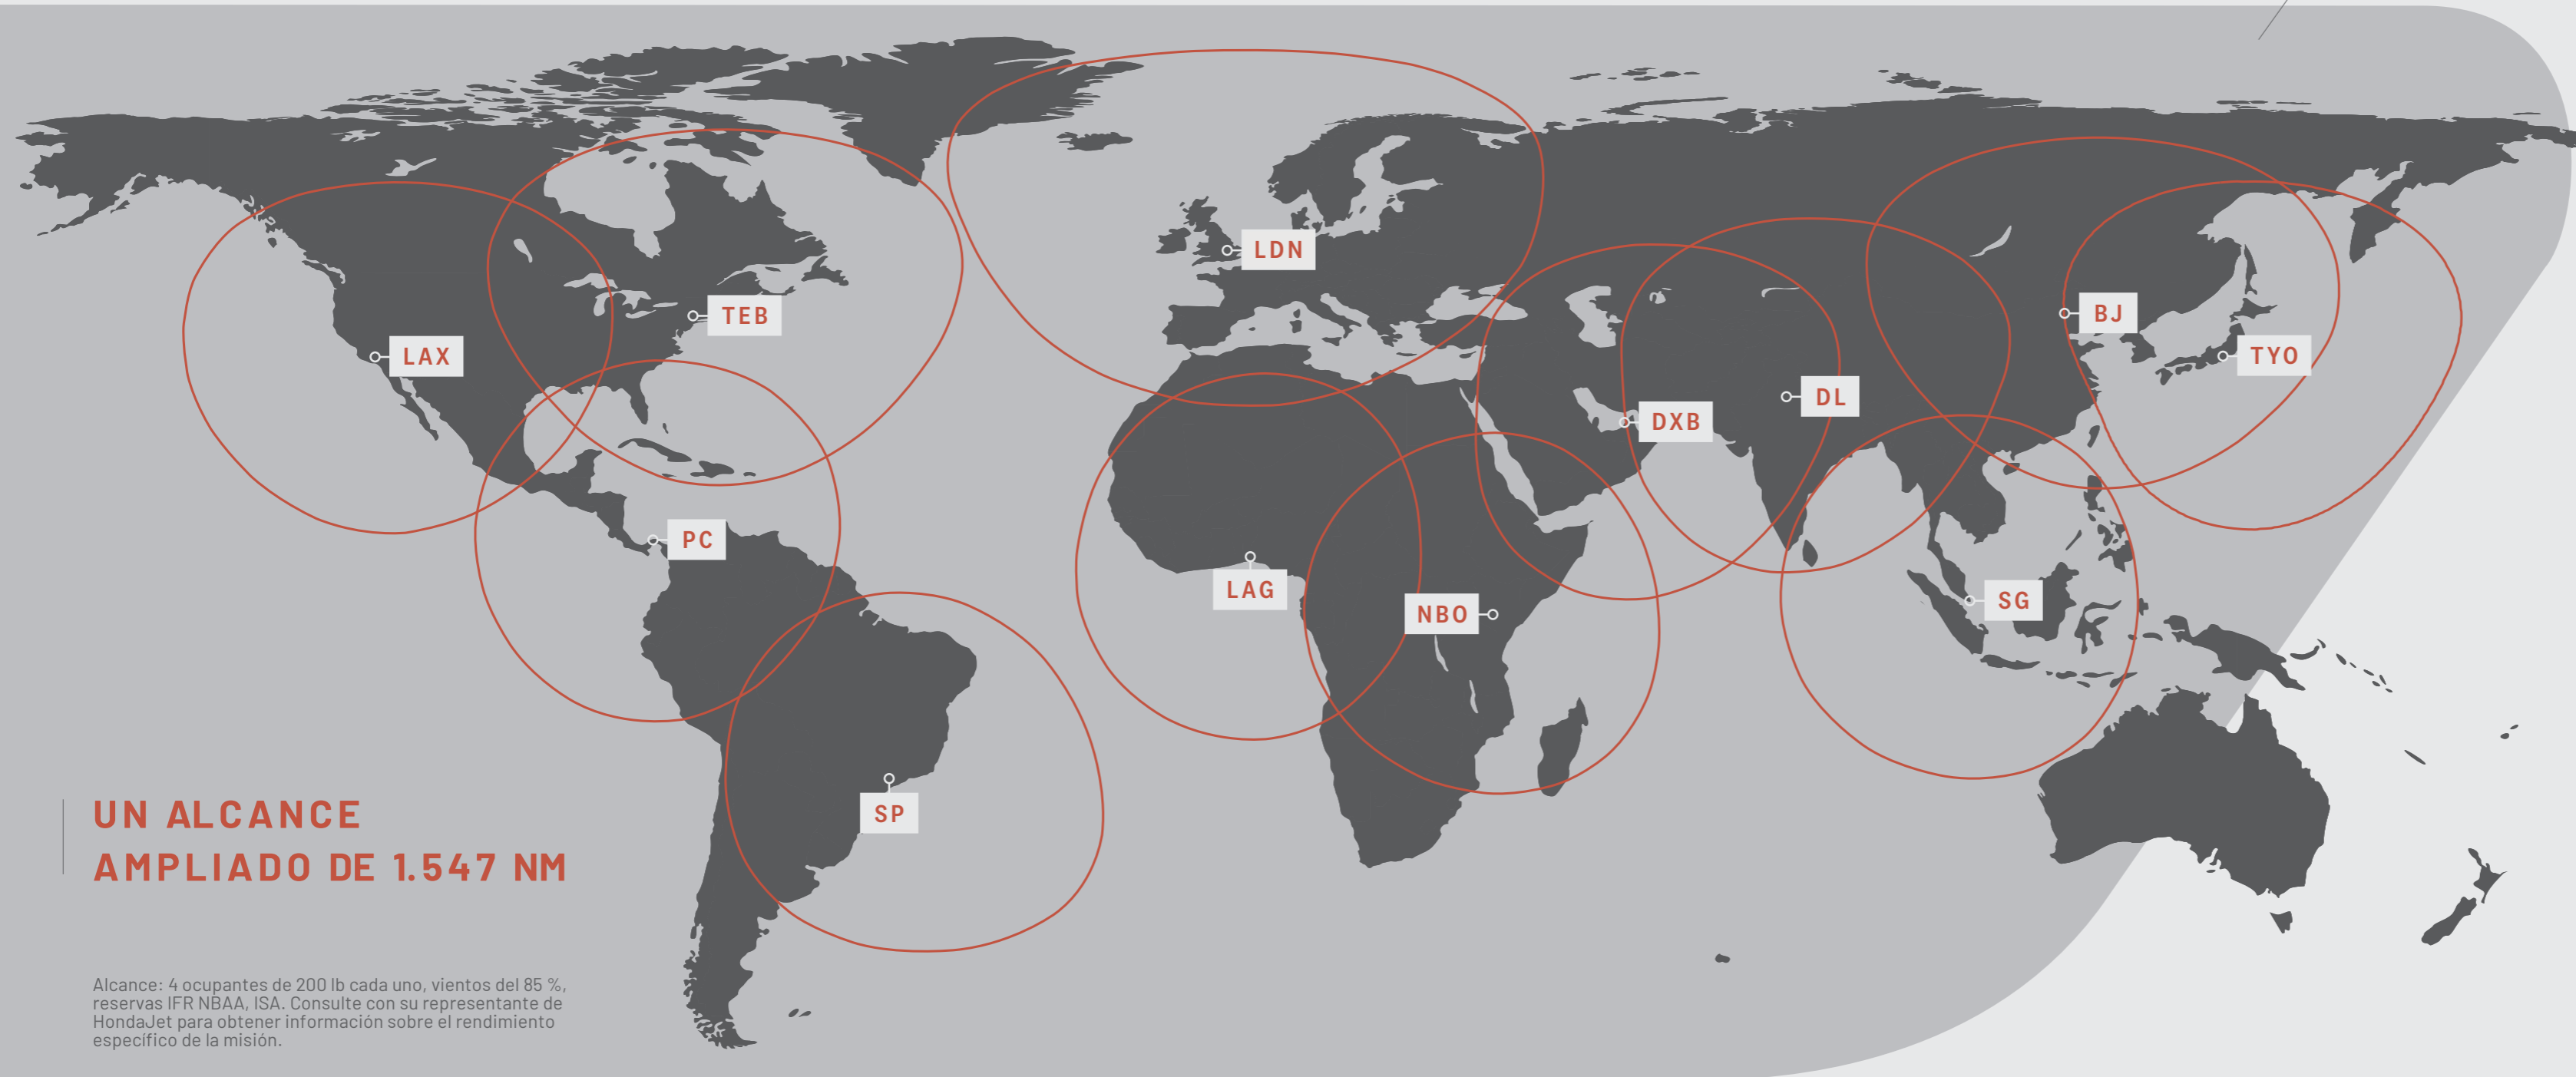 LDN
TEB
BJ
LAX
TYO
DL
DXB
PC
LAG
NBO
SG
SP
UN ALCANCE
AMPLIADO DE 1.547 NM
Alcance: 4 ocupantes de 200 lb cada uno, vientos del 85 %,
reservas IFR NBAA, ISA. Consulte con su representante de
HondaJet para obtener información sobre el rendimiento
específico de la misión.